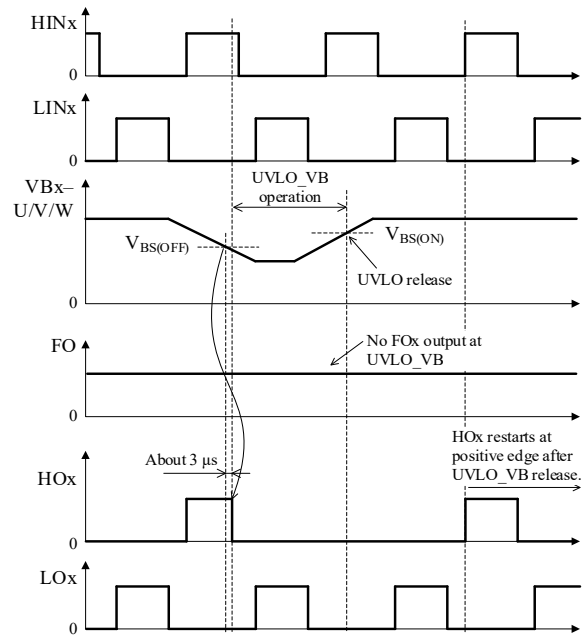 HINx
0
LINx
0
VBx–
U/V/W
UVLO_VB
operation
VBS(OFF)
VBS(ON)
UVLO release
0
FO
No FOx output at
UVLO_VB
0
About 3 µs
HOx restarts at
positive edge after
UVLO_VB release.
HOx
0
LOx
0